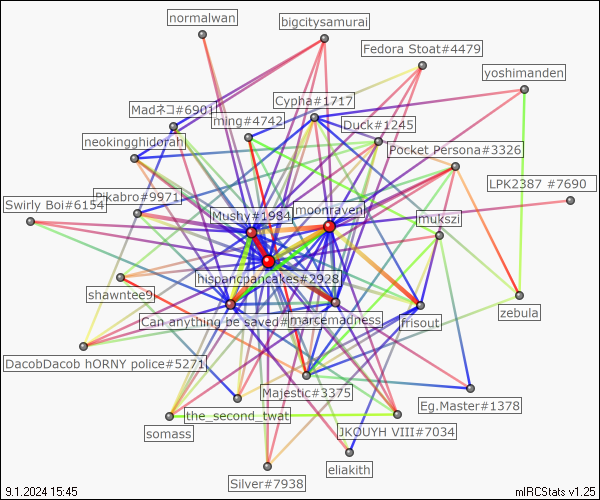 normalwan
bigcitysamurai
Fedora Stoat#4479
yoshimanden
Madネコ#6901
ming#4742
Cypha#1717
Duck#1245
neokingghidorah
Pocket Persona#3326
LPK2387 #7690
Swirly Boi#6154
Pikabro#9971
Mushy#1984
moonraveni
mukszi
hispancpancakes#2928
shawntee9
Can anything be saved#
marcemadness
frisout
zebula
DacobDacob hORNY police#5271
Majestic#3375
Eg.Master#1378
the_second_twat
somass
JKOUYH VIII#7034
eliakith
Silver#7938
9.1.2024 15:45
mIRCStats v1.25